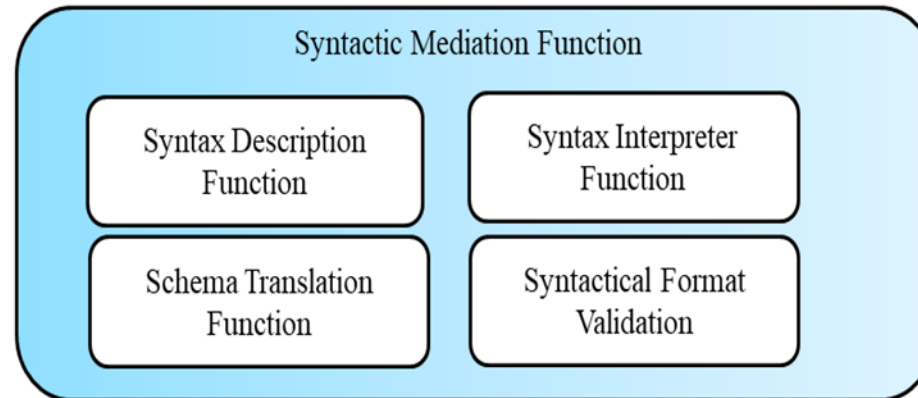 Syntactic Mediation Function
Syntax Description
Function
Syntax Interpreter
Function
Schema Translation
Function
Syntactical Format
Validation